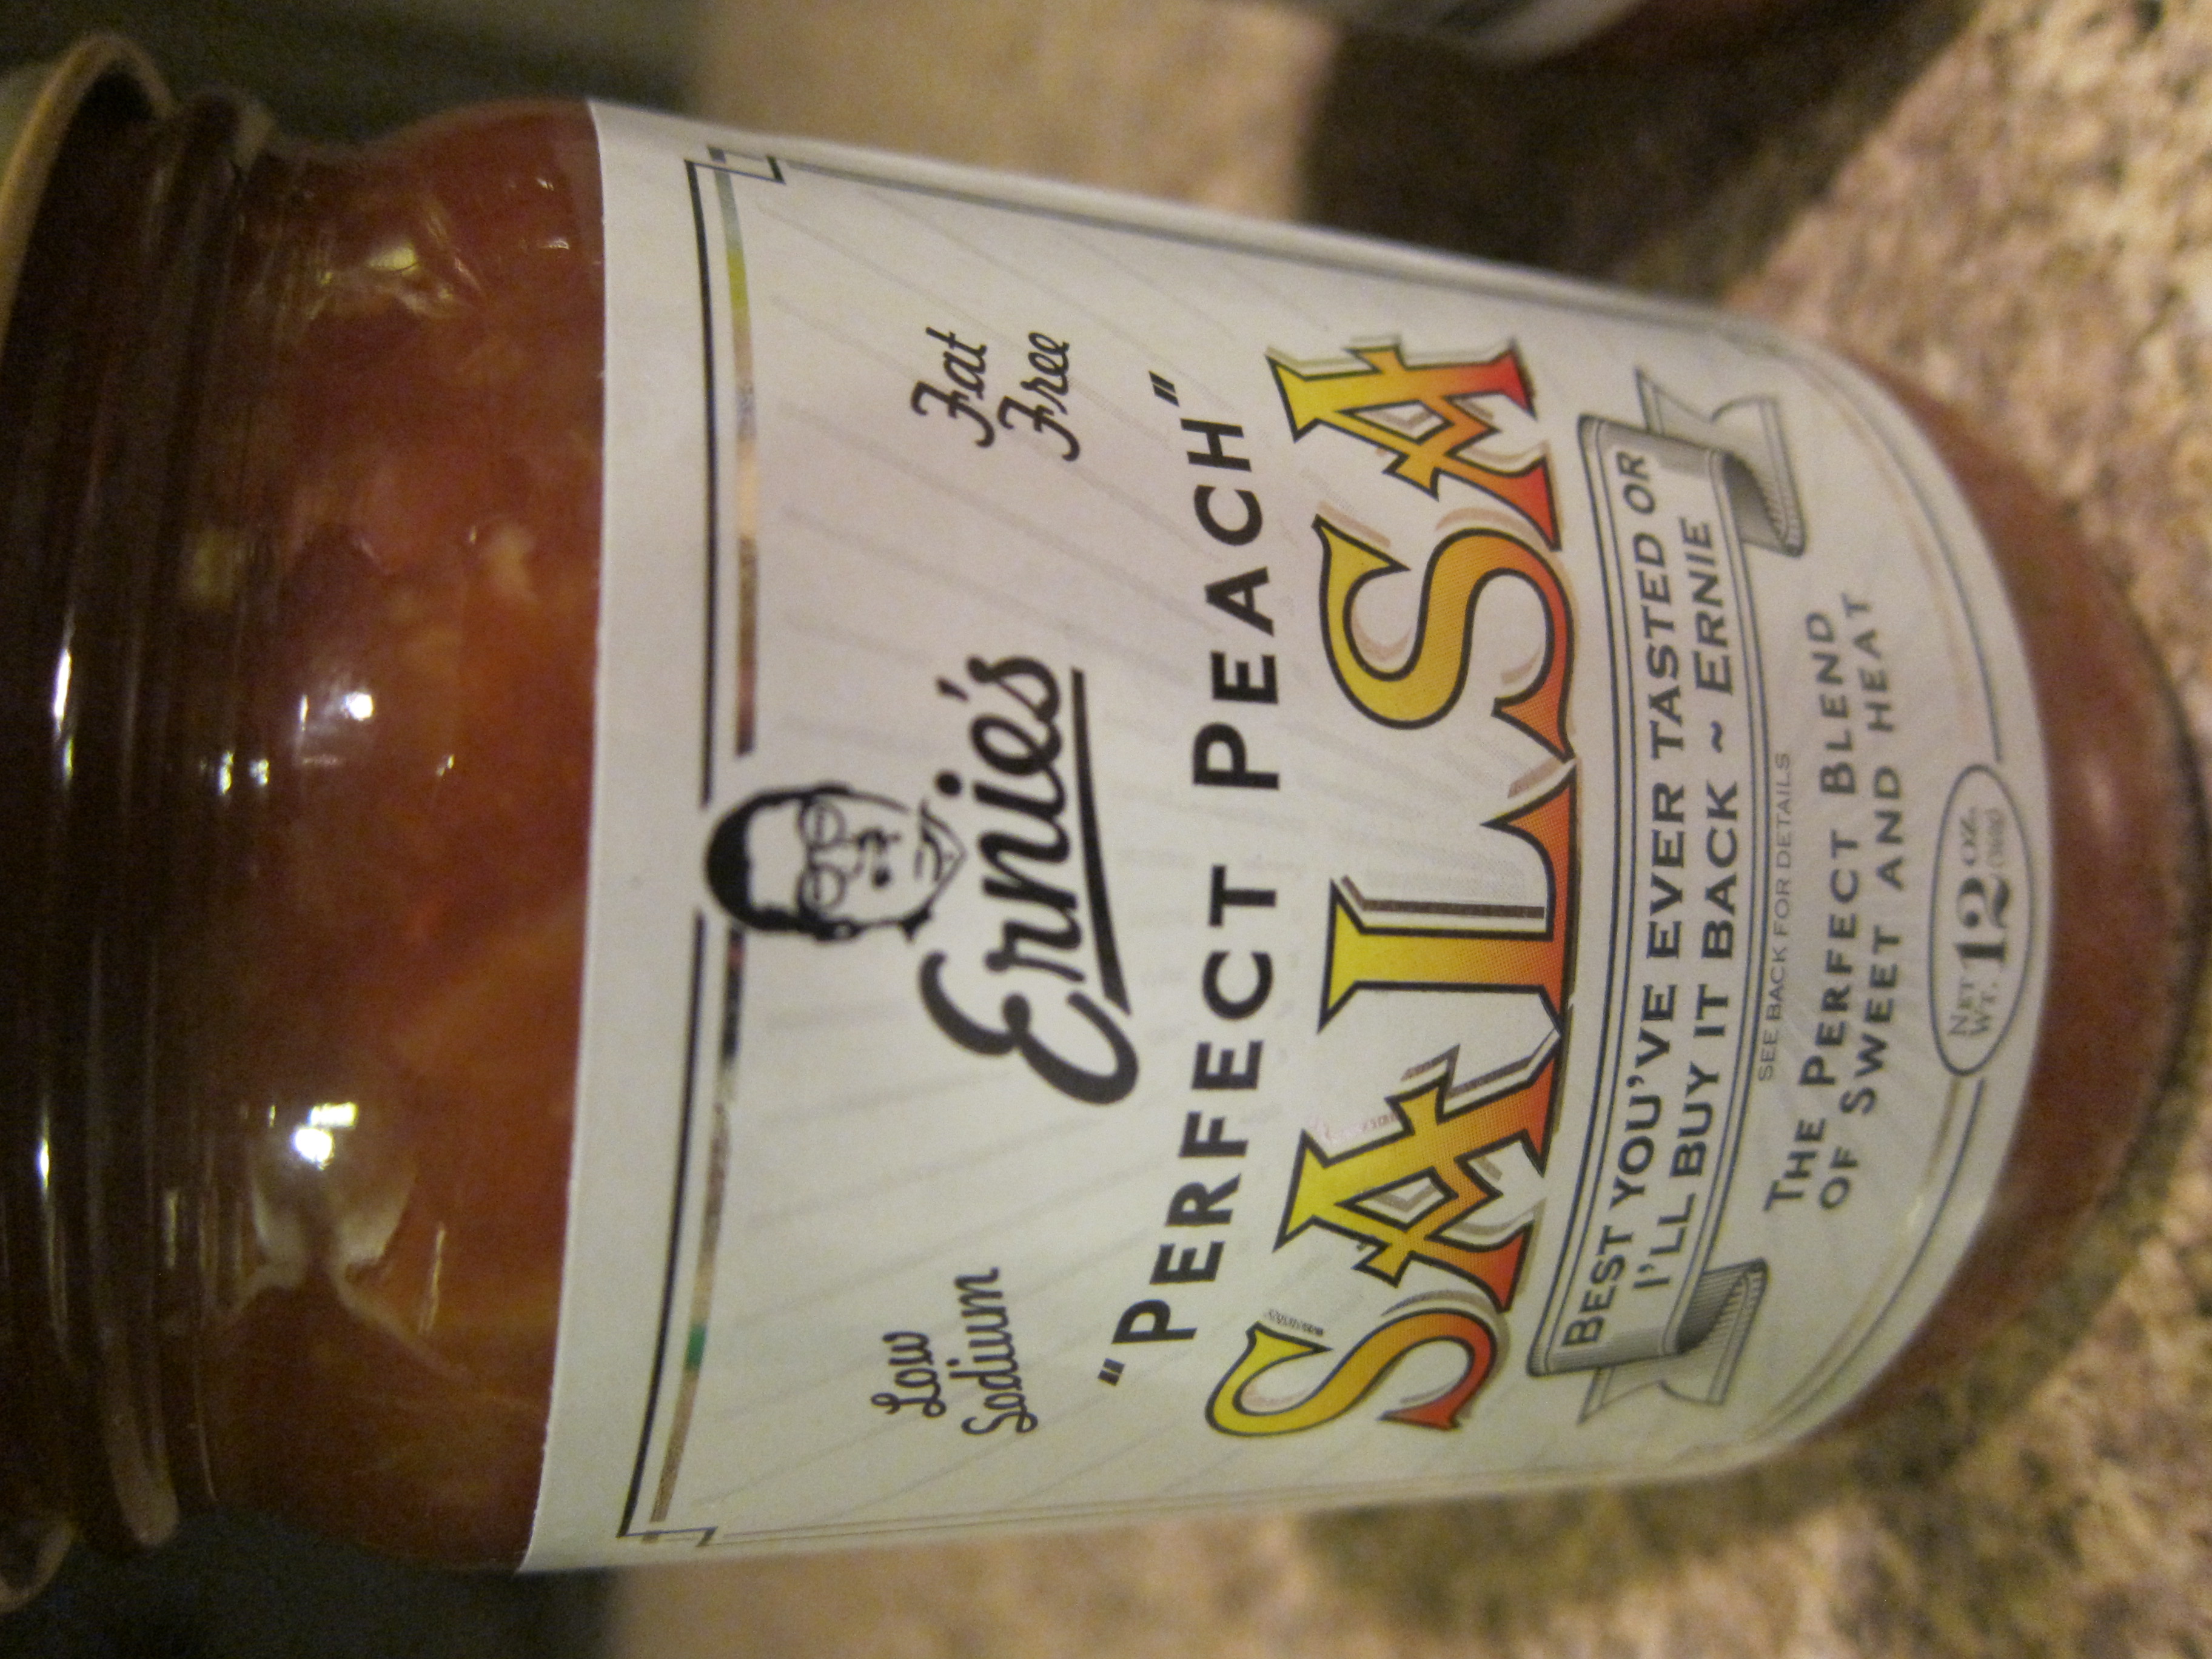 Ernie's
Low
Sodium
Fat
Free
"PERFECT PEACH"
SALSA
BEST YOU'VE EVER TASTED OR
I'LL BUY IT BACK ~ ERNIE
SEE BACK FOR DETAILS
THE PERFECT BLEND
OF SWEET AND HEAT
NET WT. 12 OZ.